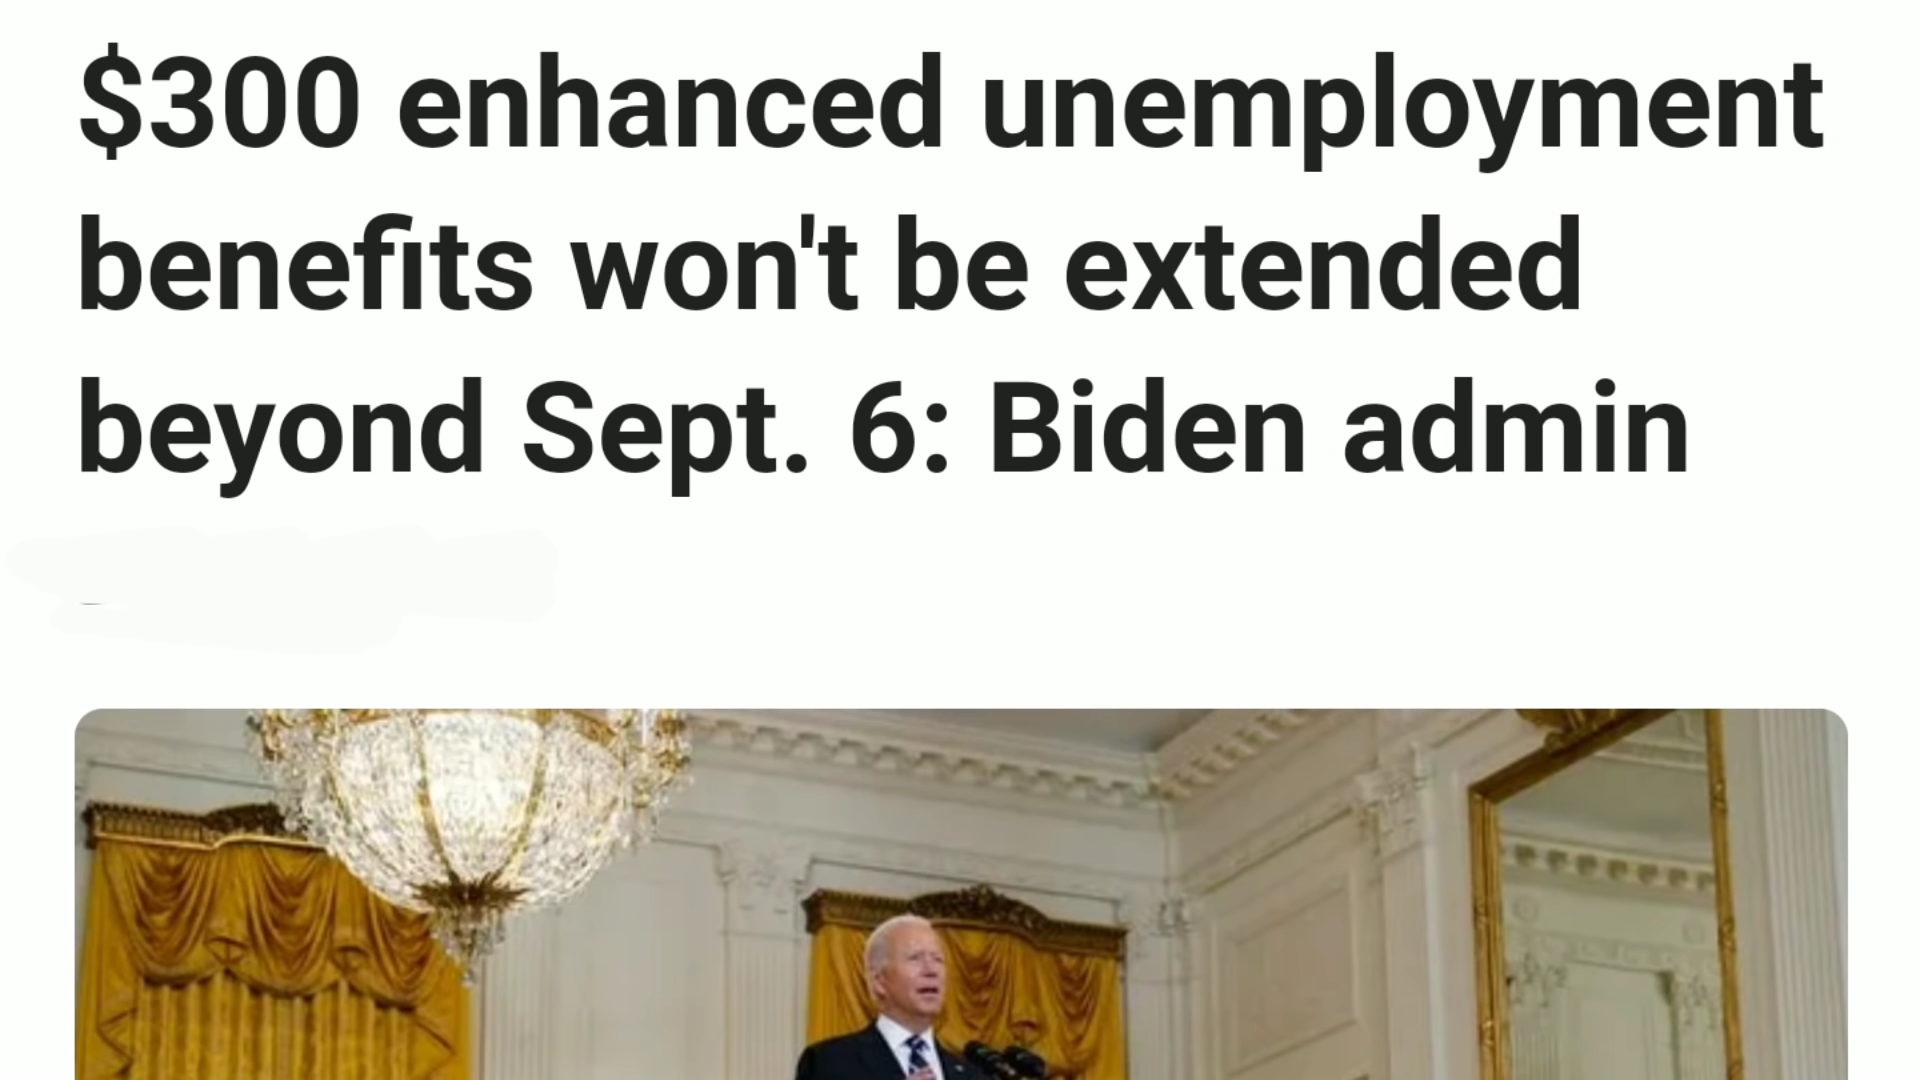 $300 enhanced unemployment
benefits won't be extended
beyond Sept. 6: Biden admin